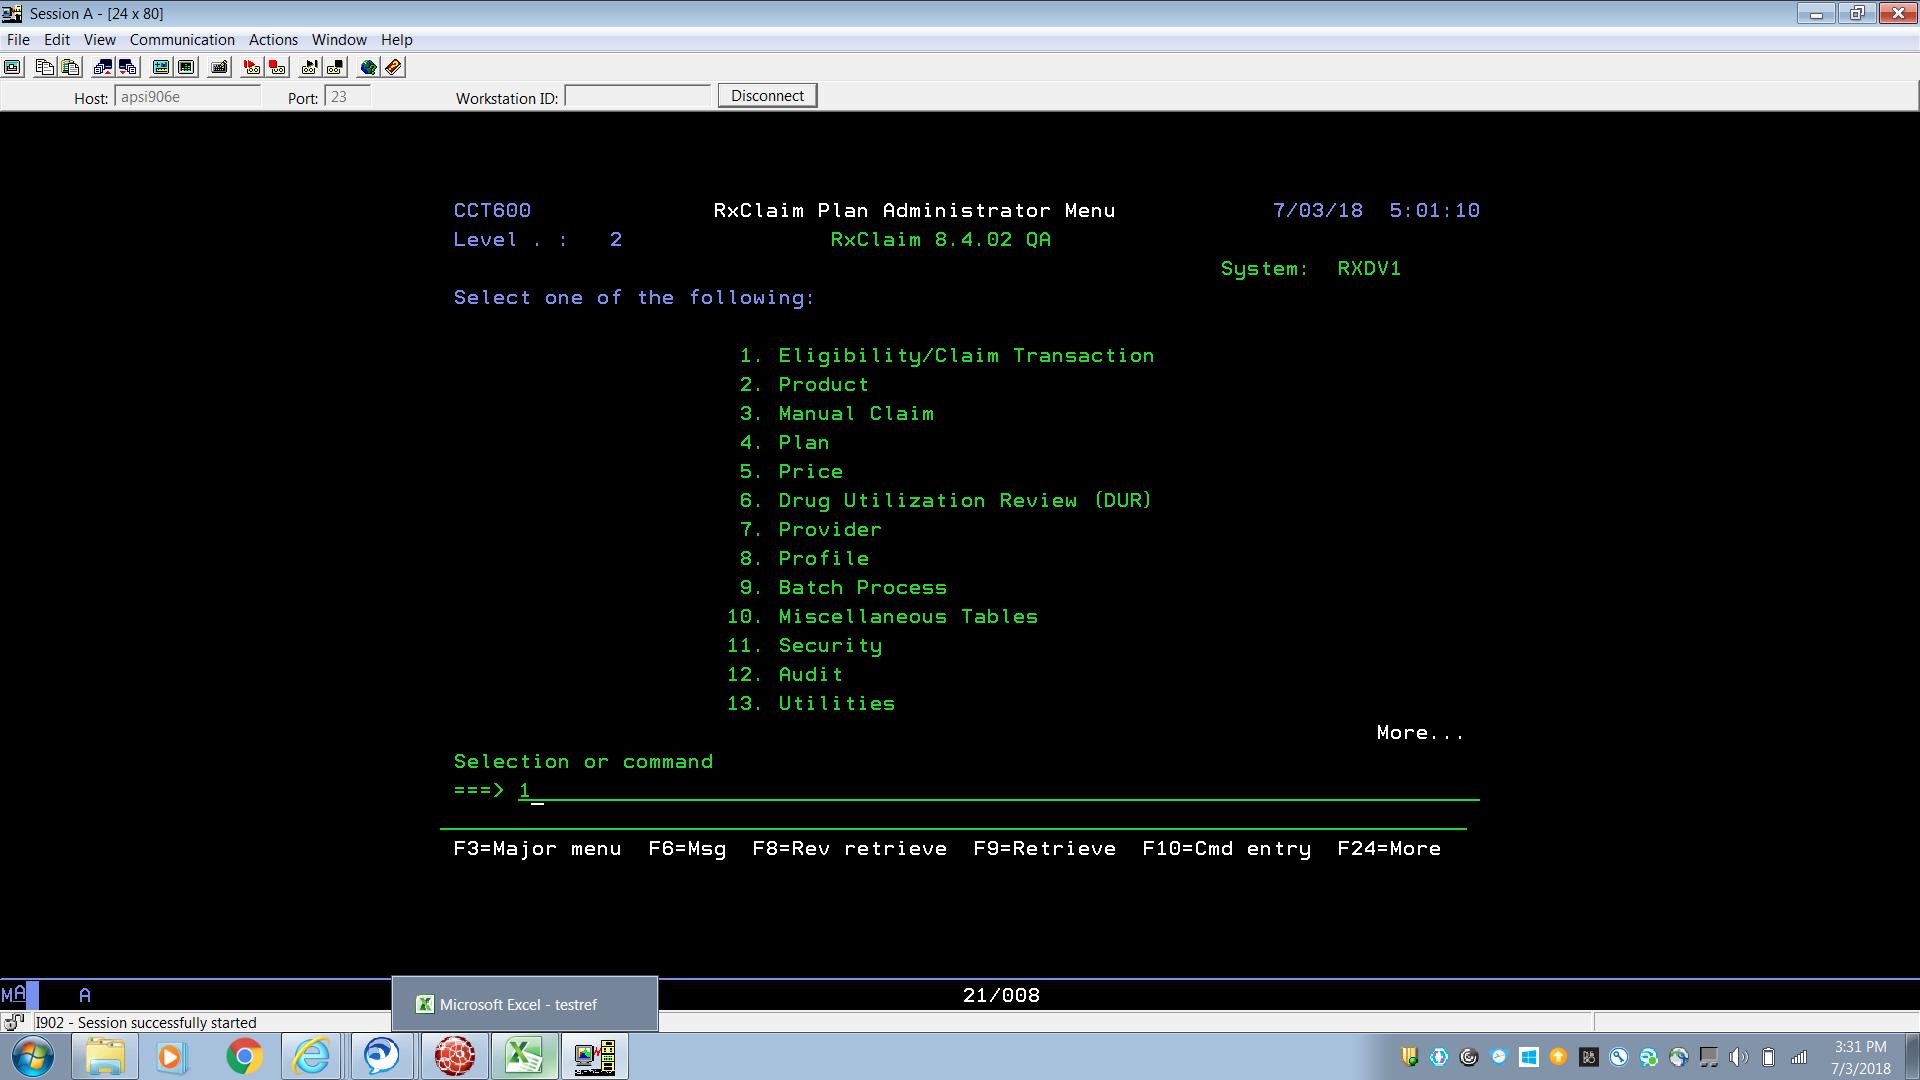 Session A - [24 x 80]
File Edit View Communication Actions Window Help
Host: apsi906e Port: 23 Workstation ID: Disconnect
CCT600 RxClaim Plan Administrator Menu 7/03/18 5:01:10
Level . : 2 RxClaim 8.4.02 QA
System: RXDV1
Select one of the following:
1. Eligibility/Claim Transaction
2. Product
3. Manual Claim
4. Plan
5. Price
6. Drug Utilization Review (DUR)
7. Provider
8. Profile
9. Batch Process
10. Miscellaneous Tables
11. Security
12. Audit
13. Utilities
More...
Selection or command
===> 1_
F3=Major menu F6=Msg F8=Rev retrieve F9=Retrieve F10=Cmd entry F24=More
MA A 21/008
Microsoft Excel - testref
I902 - Session successfully started
3:31 PM
7/3/2018